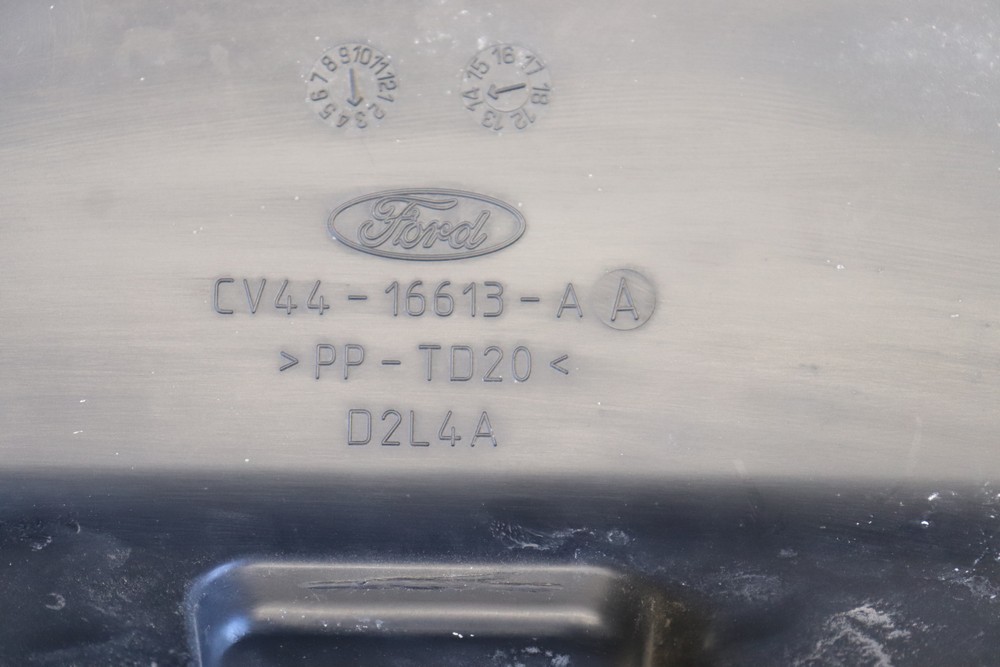 1 2 3 4 5 6 7 8 9 10 11 12
12 13 14 15 16 17 18
Ford
CV44-16613-A A
>PP-TD20<
D2L4A